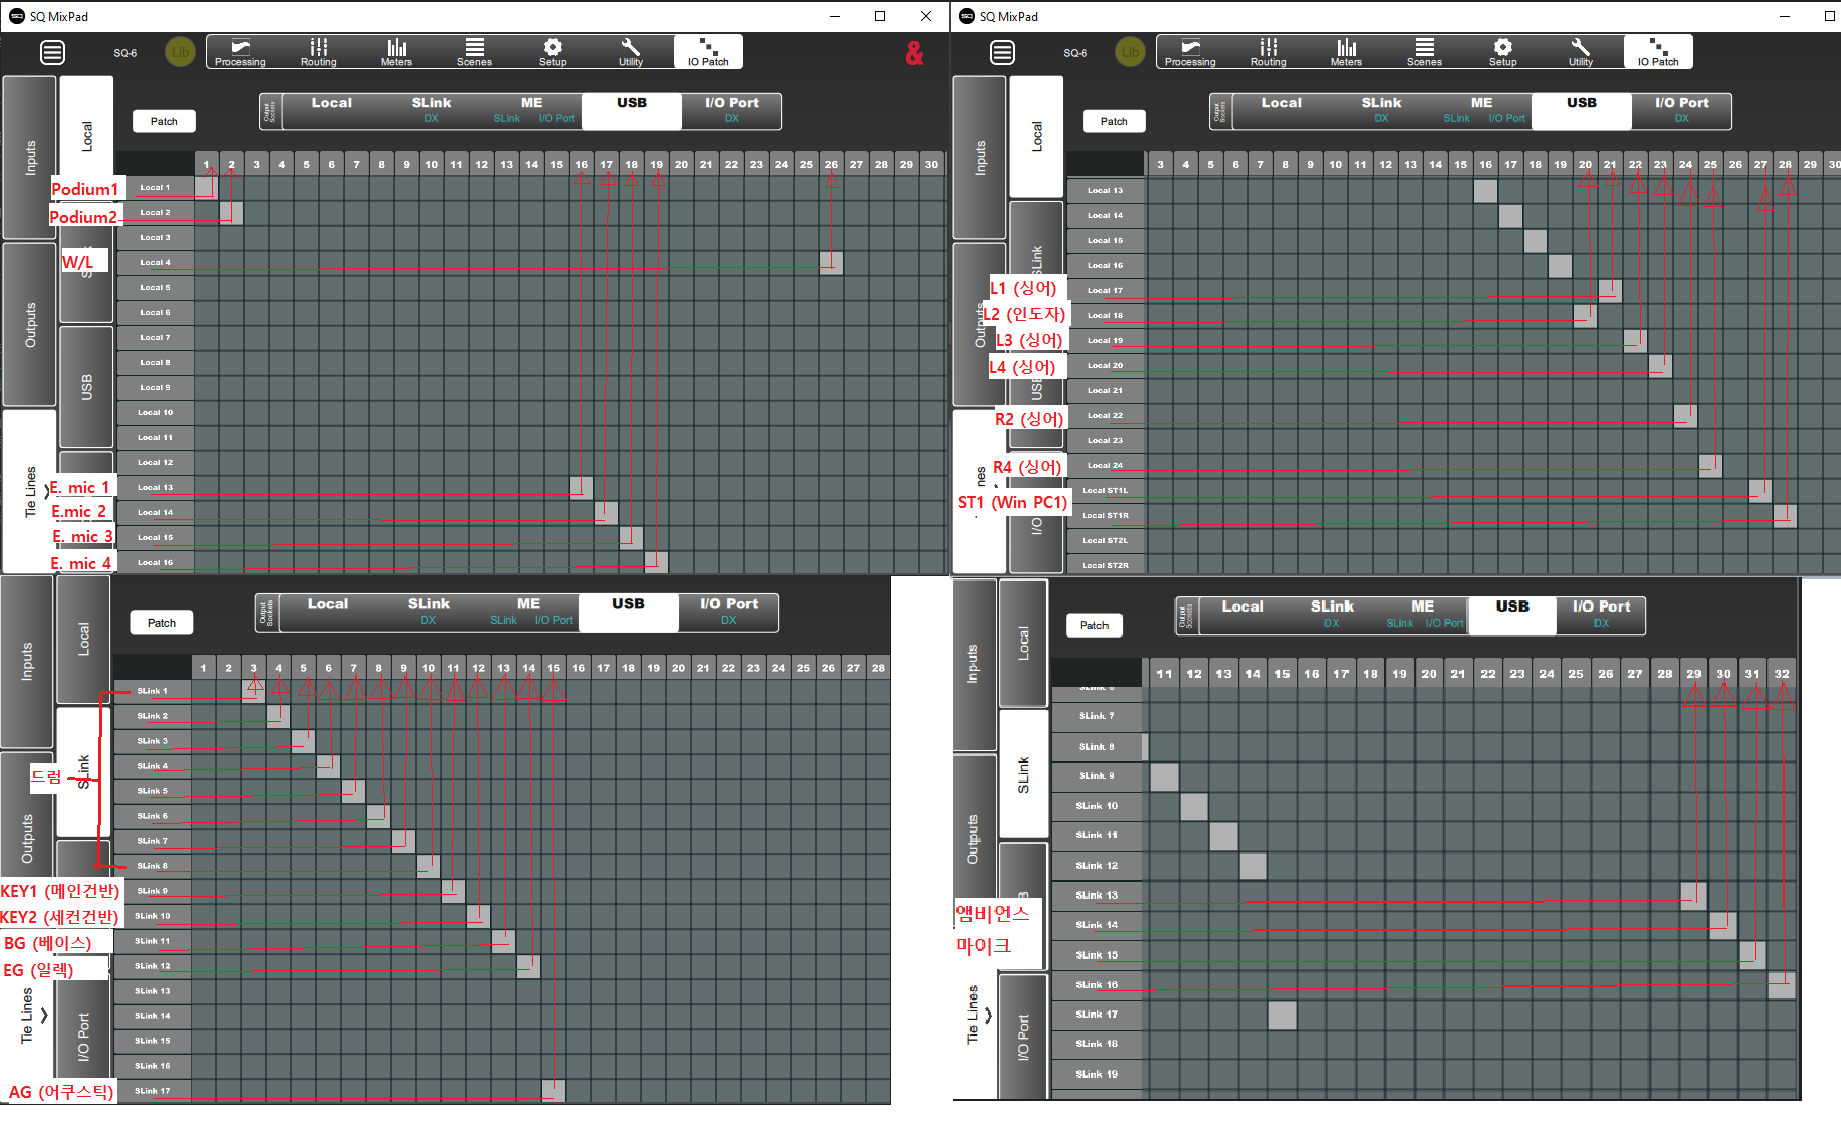 SQ MixPad
SQ-6
Lib
Processing
Routing
Meters
Scenes
Setup
Utility
IO Patch
&
Inputs
Outputs
Tie Lines
Local
USB
Patch
Output Sockets
Local
SLink
DX
ME
SLink I/O Port
USB
I/O Port
DX
1 2 3 4 5 6 7 8 9 10 11 12 13 14 15 16 17 18 19 20 21 22 23 24 25 26 27 28 29 30
Podium1
Podium2
W/L
E. mic 1
E.mic 2
E. mic 3
E. mic 4
Local 1
Local 2
Local 3
Local 4
Local 5
Local 6
Local 7
Local 8
Local 9
Local 10
Local 11
Local 12
Local 13
Local 14
Local 15
Local 16
SQ MixPad
SQ-6
Lib
Processing
Routing
Meters
Scenes
Setup
Utility
IO Patch
Inputs
Outputs
nes
Local
SLink
USB
I/O
Patch
Output Sockets
Local
SLink
DX
ME
SLink I/O Port
USB
I/O Port
DX
3 4 5 6 7 8 9 10 11 12 13 14 15 16 17 18 19 20 21 22 23 24 25 26 27 28 29 30
L1 (싱어)
L2 (인도자)
L3 (싱어)
L4 (싱어)
R2 (싱어)
R4 (싱어)
ST1 (Win PC1)
Local 13
Local 14
Local 15
Local 16
Local 17
Local 18
Local 19
Local 20
Local 21
Local 22
Local 23
Local 24
Local ST1L
Local ST1R
Local ST2L
Local ST2R
Inputs
Outputs
Tie Lines
Local
SLink
I/O Port
Patch
Output Sockets
Local
SLink
DX
ME
SLink I/O Port
USB
I/O Port
DX
1 2 3 4 5 6 7 8 9 10 11 12 13 14 15 16 17 18 19 20 21 22 23 24 25 26 27 28
드럼
KEY1 (메인건반)
KEY2 (세컨건반)
BG (베이스)
EG (일렉)
AG (어쿠스틱)
SLink 1
SLink 2
SLink 3
SLink 4
SLink 5
SLink 6
SLink 7
SLink 8
SLink 9
SLink 10
SLink 11
SLink 12
SLink 13
SLink 14
SLink 15
SLink 16
SLink 17
Inputs
Outputs
Tie Lines
Local
SLink
B
I/O Port
Patch
Output Sockets
Local
SLink
DX
ME
SLink I/O Port
USB
I/O Port
DX
11 12 13 14 15 16 17 18 19 20 21 22 23 24 25 26 27 28 29 30 31 32
앰비언스
마이크
SLink 6
SLink 7
SLink 8
SLink 9
SLink 10
SLink 11
SLink 12
SLink 13
SLink 14
SLink 15
SLink 16
SLink 17
SLink 18
SLink 19